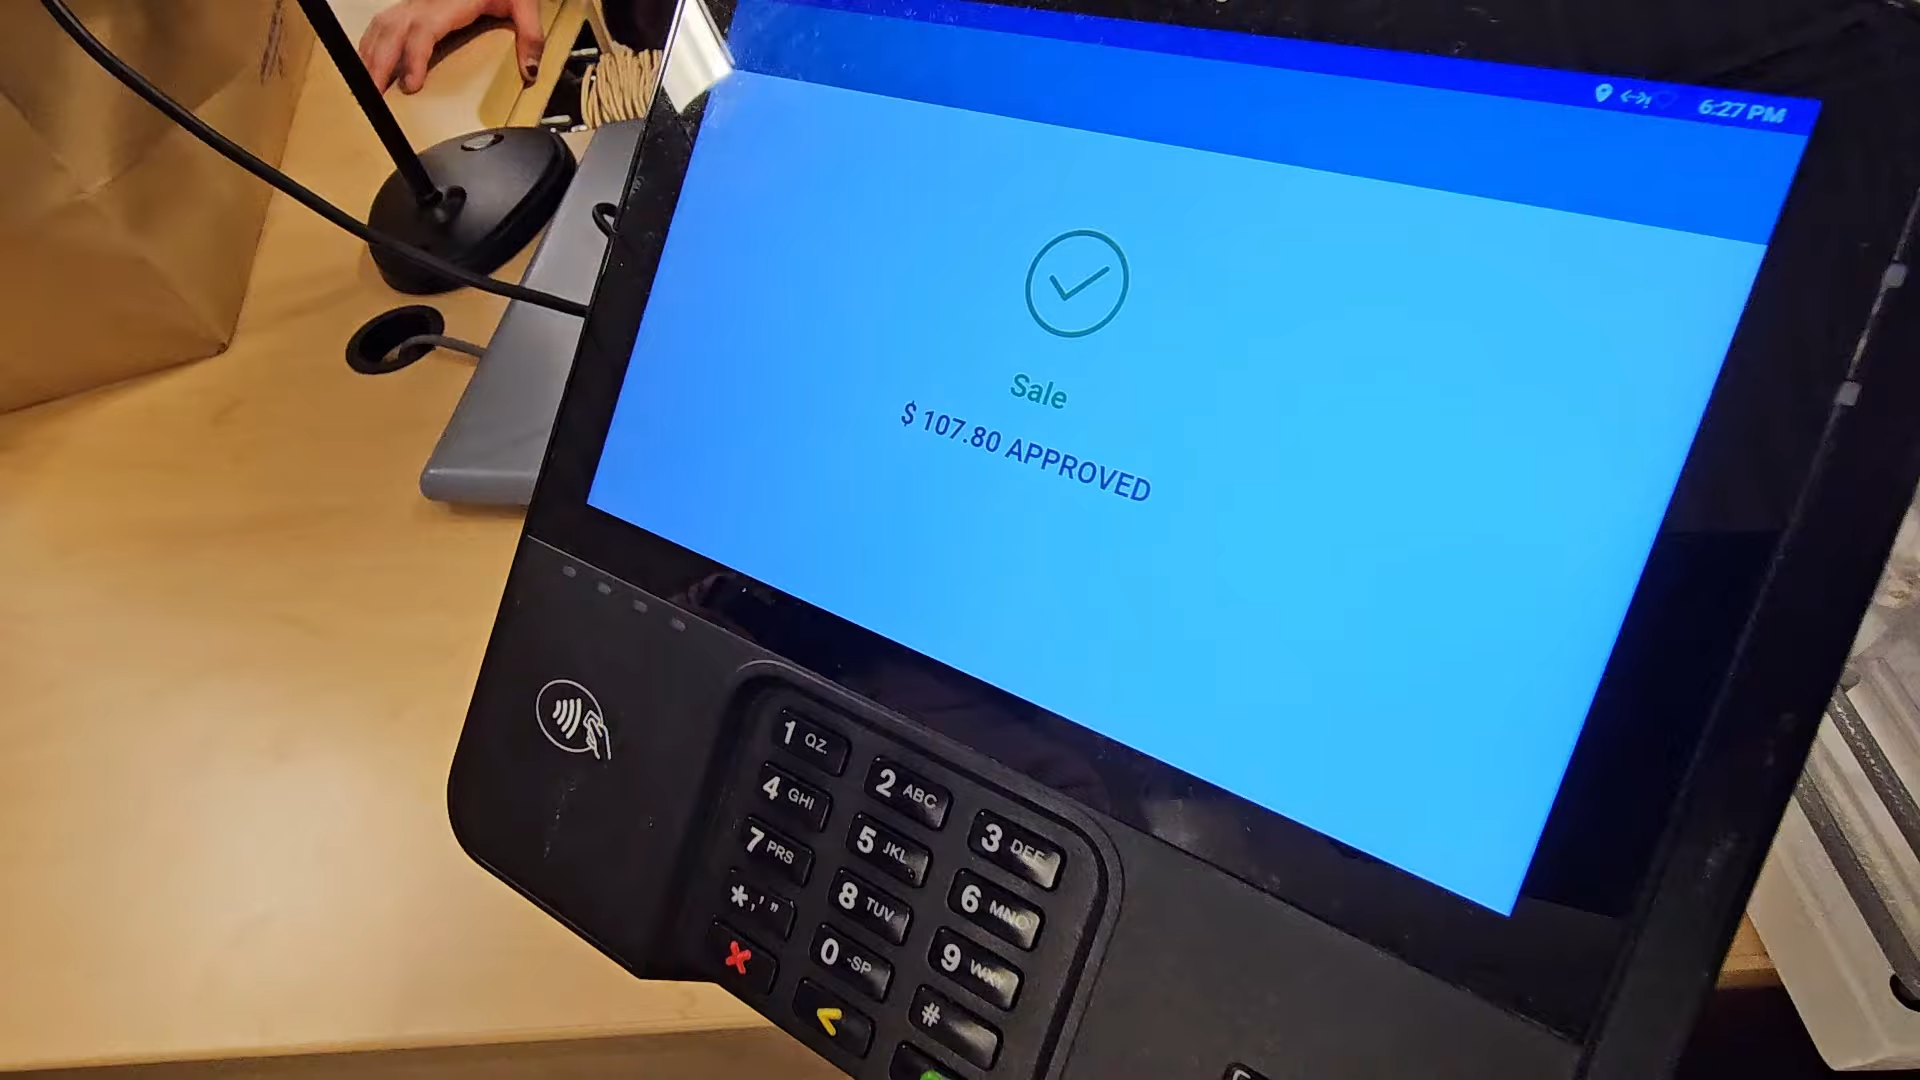 6:27 PM
Sale
$ 107.80 APPROVED
1 QZ.
2 ABC
3 DEF
4 GHI
5 JKL
6 MNO
7 PRS
8 TUV
9 WXY
*,'"
0 -SP
#
<